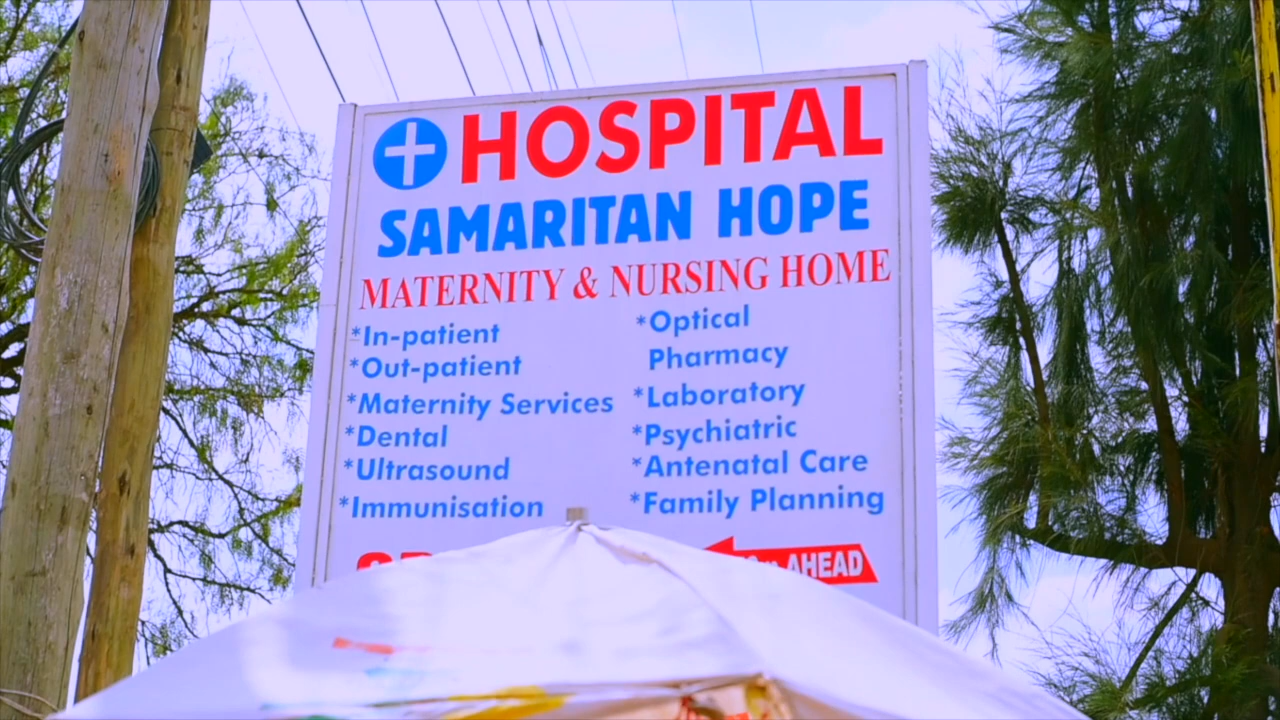 HOSPITAL
SAMARITAN HOPE
MATERNITY & NURSING HOME
*In-patient
*Out-patient
*Maternity Services
*Dental
*Ultrasound
*Immunisation
*Optical
Pharmacy
*Laboratory
*Psychiatric
*Antenatal Care
*Family Planning
AHEAD